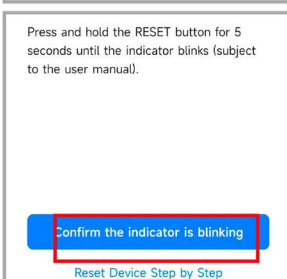 Press and hold the RESET button for 5
seconds until the indicator blinks (subject
to the user manual).
Confirm the indicator is blinking
Reset Device Step by Step